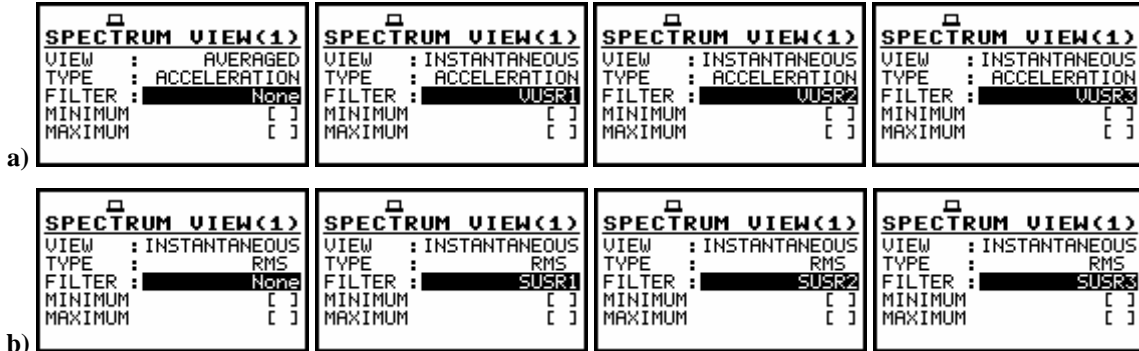 SPECTRUM VIEW(1)
VIEW : AVERAGED
TYPE : ACCELERATION
FILTER : None
MINIMUM [ ]
MAXIMUM [ ]
SPECTRUM VIEW(1)
VIEW : INSTANTANEOUS
TYPE : ACCELERATION
FILTER : VUSR1
MINIMUM [ ]
MAXIMUM [ ]
SPECTRUM VIEW(1)
VIEW : INSTANTANEOUS
TYPE : ACCELERATION
FILTER : VUSR2
MINIMUM [ ]
MAXIMUM [ ]
SPECTRUM VIEW(1)
VIEW : INSTANTANEOUS
TYPE : ACCELERATION
FILTER : VUSR3
MINIMUM [ ]
MAXIMUM [ ]
a)
SPECTRUM VIEW(1)
VIEW : INSTANTANEOUS
TYPE : RMS
FILTER : None
MINIMUM [ ]
MAXIMUM [ ]
SPECTRUM VIEW(1)
VIEW : INSTANTANEOUS
TYPE : RMS
FILTER : SUSR1
MINIMUM [ ]
MAXIMUM [ ]
SPECTRUM VIEW(1)
VIEW : INSTANTANEOUS
TYPE : RMS
FILTER : SUSR2
MINIMUM [ ]
MAXIMUM [ ]
SPECTRUM VIEW(1)
VIEW : INSTANTANEOUS
TYPE : RMS
FILTER : SUSR3
MINIMUM [ ]
MAXIMUM [ ]
b)